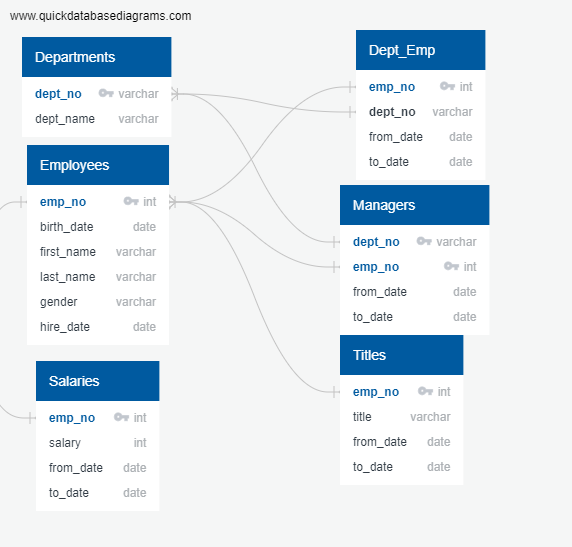 www.quickdatabasediagrams.com
Departments
dept_no varchar
dept_name varchar
Employees
emp_no int
birth_date date
first_name varchar
last_name varchar
gender varchar
hire_date date
Salaries
emp_no int
salary int
from_date date
to_date date
Dept_Emp
emp_no int
dept_no varchar
from_date date
to_date date
Managers
dept_no varchar
emp_no int
from_date date
to_date date
Titles
emp_no int
title varchar
from_date date
to_date date